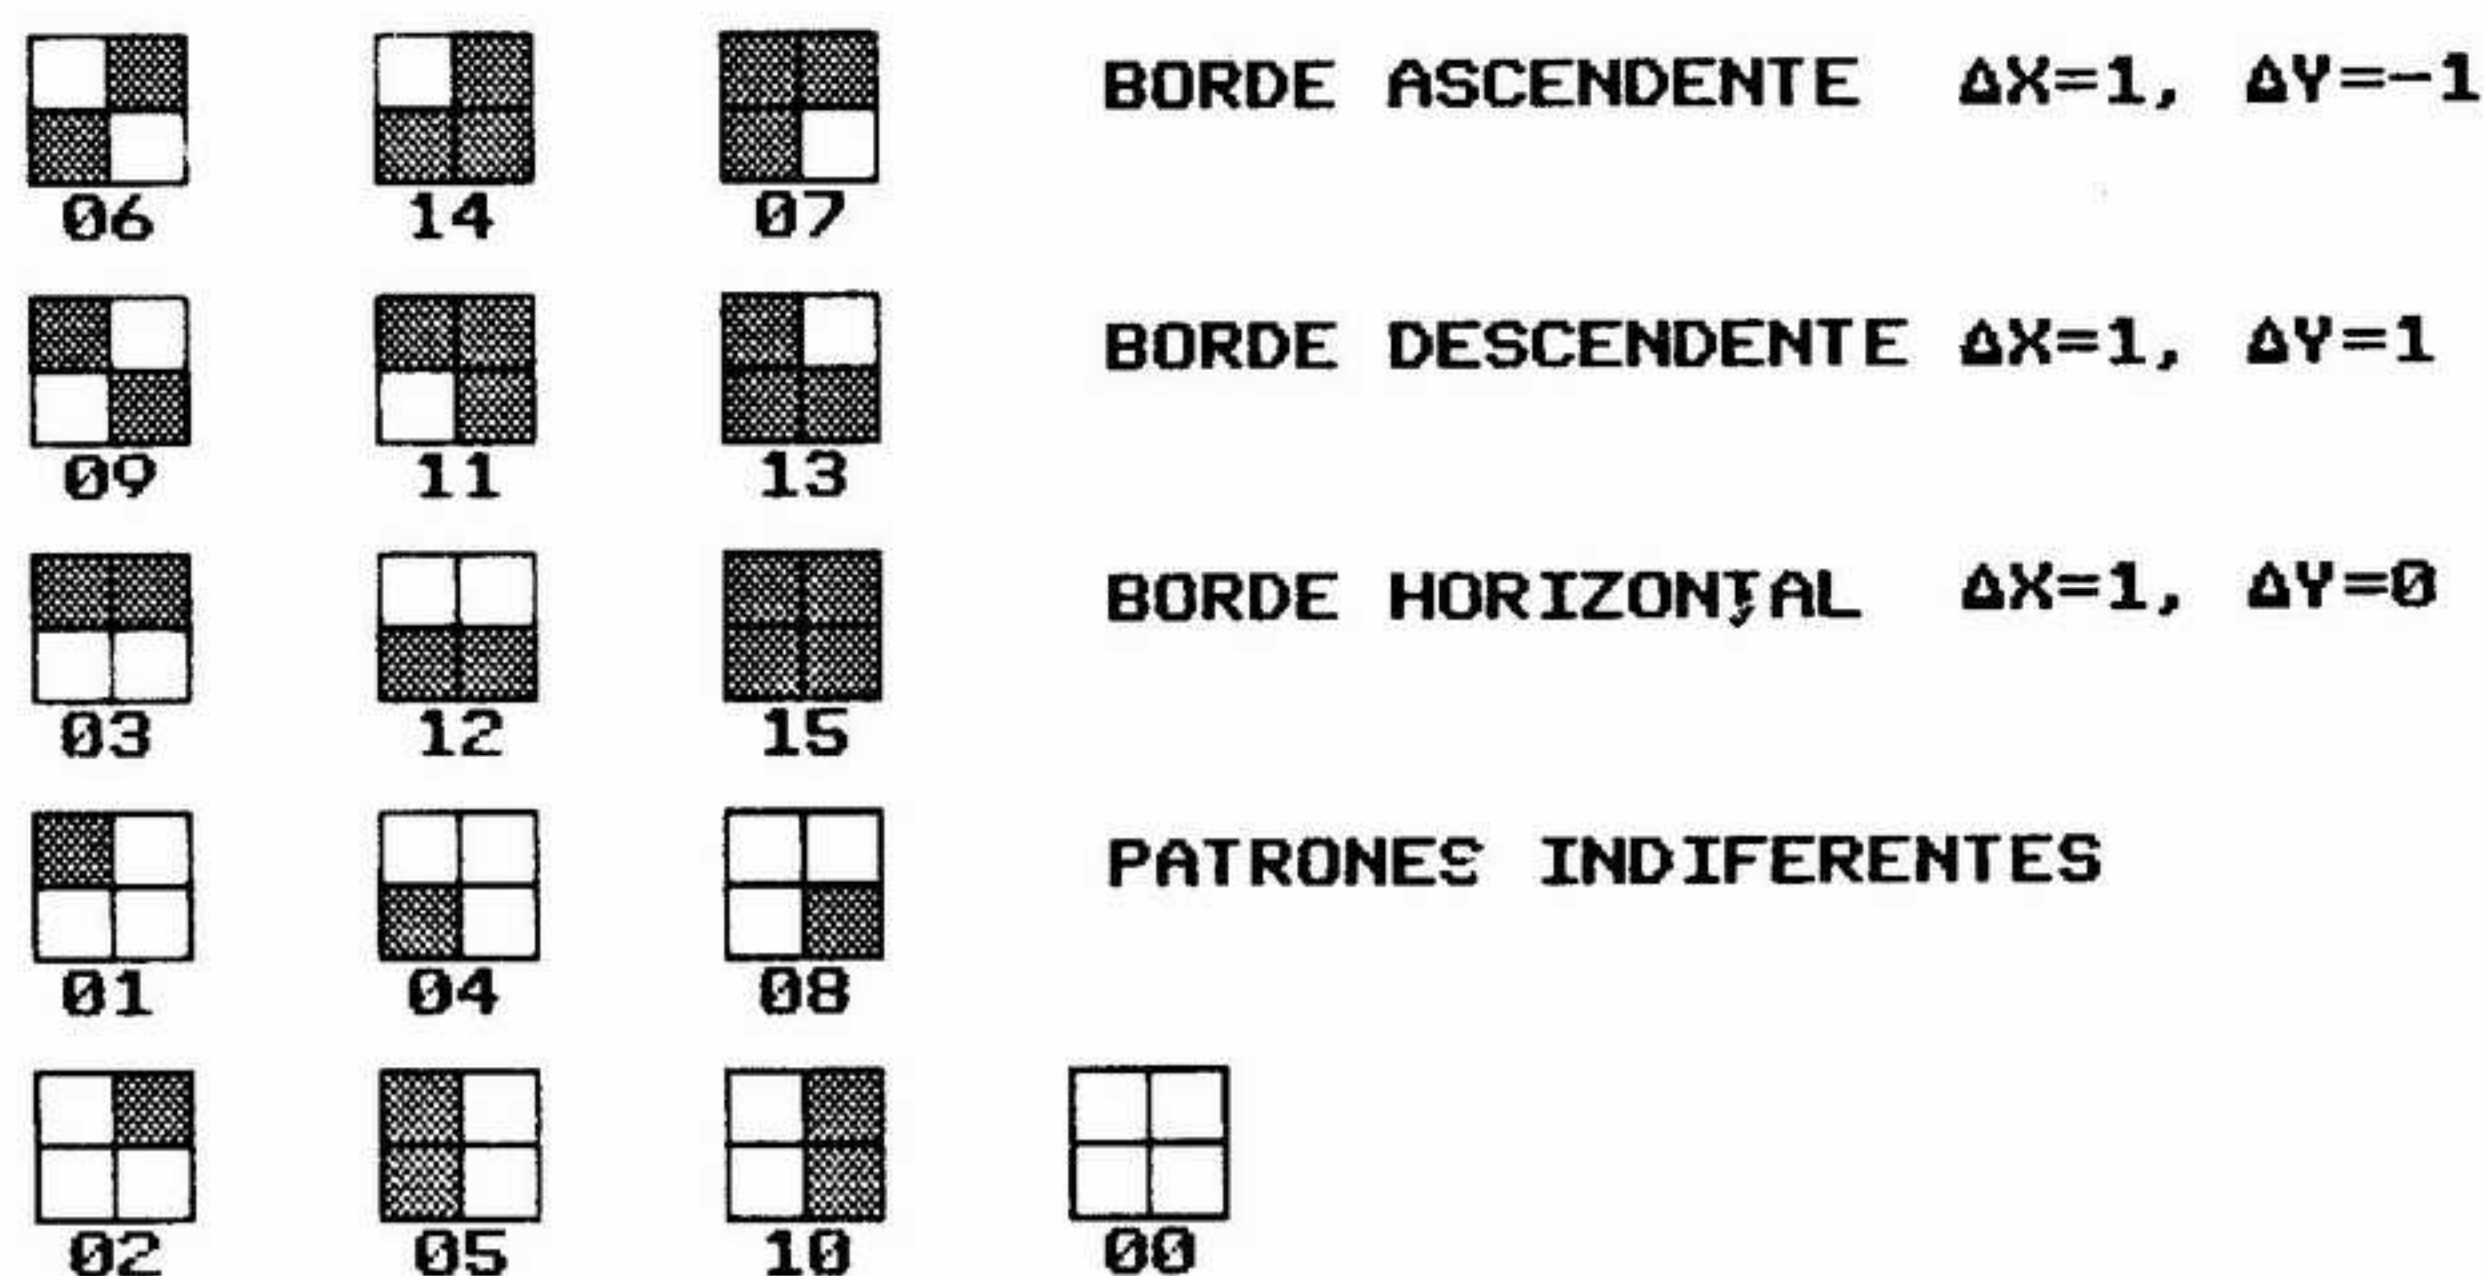 BORDE ASCENDENTE ΔX=1, ΔY=-1
06 14 07
BORDE DESCENDENTE ΔX=1, ΔY=1
09 11 13
BORDE HORIZONTAL ΔX=1, ΔY=0
03 12 15
PATRONES INDIFERENTES
01 04 08
02 05 10 00